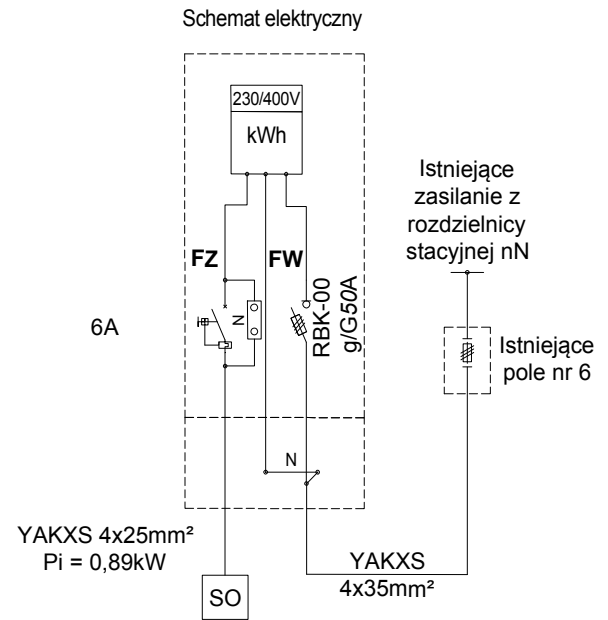 Schemat elektryczny
230/400V
kWh
Istniejące
zasilanie z
rozdzielnicy
stacyjnej nN
FZ
FW
RBK-00
g/G50A
N
6A
Istniejące
pole nr 6
N
YAKXS 4x25mm²
Pi = 0,89kW
YAKXS
4x35mm²
SO